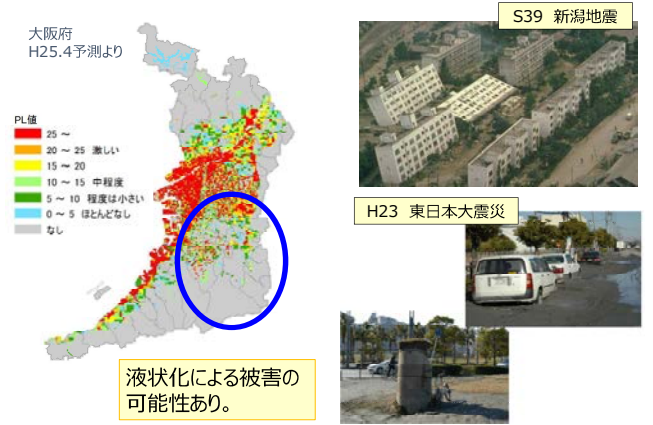 大阪府
H25.4予測より
PL値
25 ～
20 ～ 25 激しい
15 ～ 20
10 ～ 15 中程度
5 ～ 10 程度は小さい
0 ～ 5 ほとんどなし
なし
液状化による被害の
可能性あり。
S39 新潟地震
H23 東日本大震災